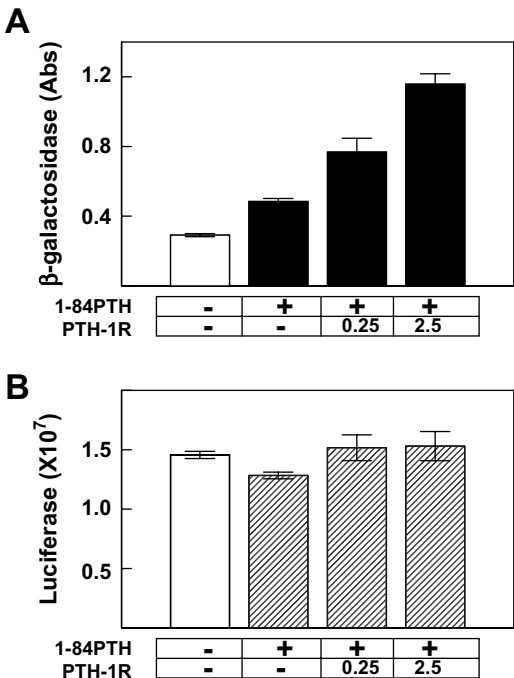 A
β-galactosidase (Abs)
1.2
0.8
0.4
1-84PTH - + + +
PTH-1R - - 0.25 2.5
B
Luciferase (X10⁷)
1.5
1.0
0.5
1-84PTH - + + +
PTH-1R - - 0.25 2.5